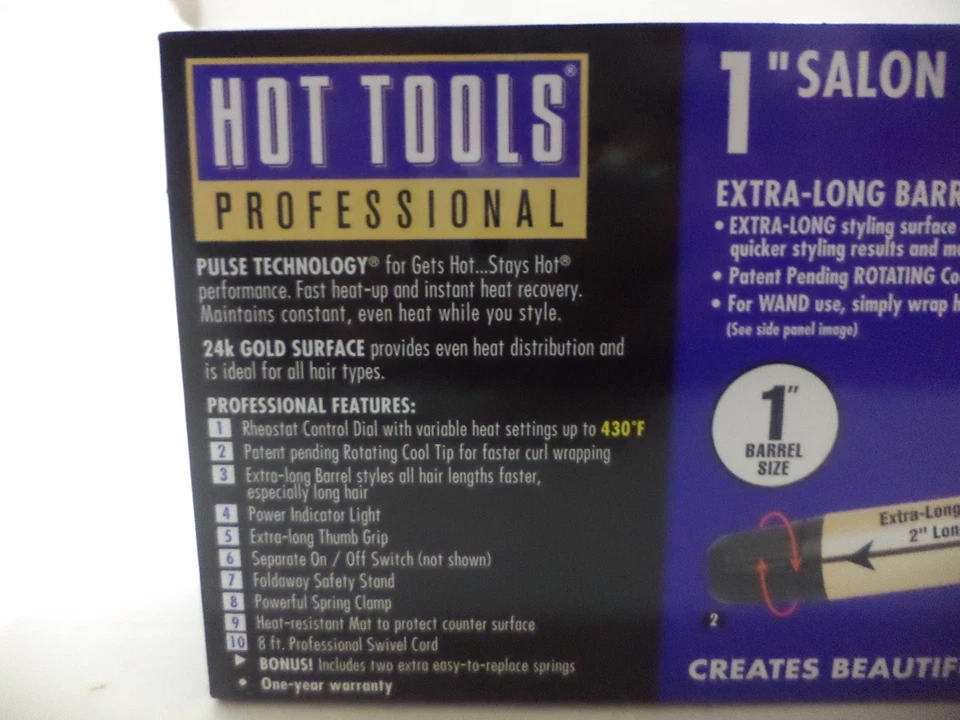 HOT TOOLS®
PROFESSIONAL
PULSE TECHNOLOGY® for Gets Hot...Stays Hot®
performance. Fast heat-up and instant heat recovery.
Maintains constant, even heat while you style.
24k GOLD SURFACE provides even heat distribution and
is ideal for all hair types.
PROFESSIONAL FEATURES:
1 Rheostat Control Dial with variable heat settings up to 430°F
2 Patent pending Rotating Cool Tip for faster curl wrapping
3 Extra-long Barrel styles all hair lengths faster,
especially long hair
4 Power Indicator Light
5 Extra-long Thumb Grip
6 Separate On / Off Switch (not shown)
7 Foldaway Safety Stand
8 Powerful Spring Clamp
9 Heat-resistant Mat to protect counter surface
10 8 ft. Professional Swivel Cord
▶ BONUS! Includes two extra easy-to-replace springs
• One-year warranty
1" SALON
EXTRA-LONG BARR
• EXTRA-LONG styling surface
quicker styling results and m
• Patent Pending ROTATING Co
• For WAND use, simply wrap h
(See side panel image)
1"
BARREL
SIZE
Extra-Long
2" Lon
2
CREATES BEAUTIF